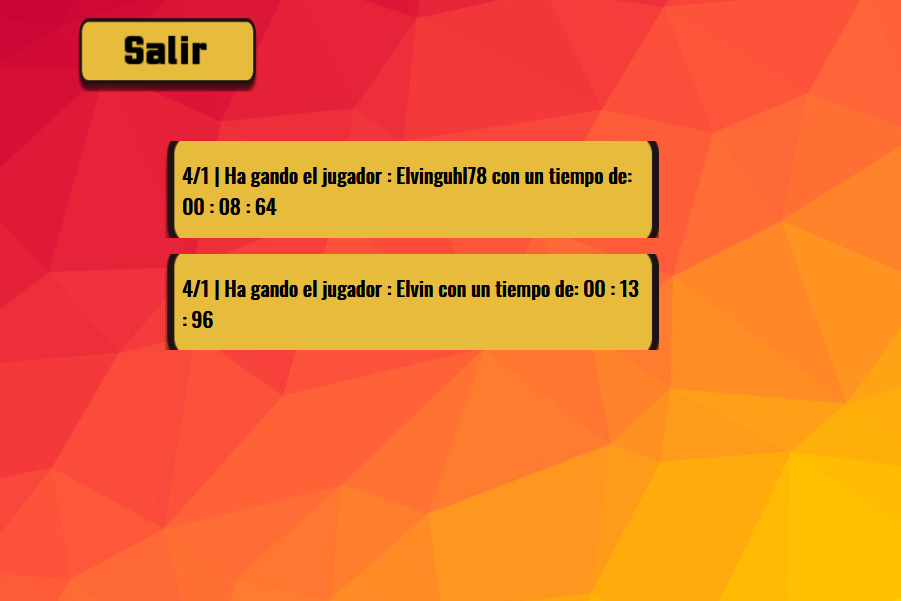 Salir
4/1 | Ha gando el jugador : Elvinguhl78 con un tiempo de:
00 : 08 : 64
4/1 | Ha gando el jugador : Elvin con un tiempo de: 00 : 13
: 96